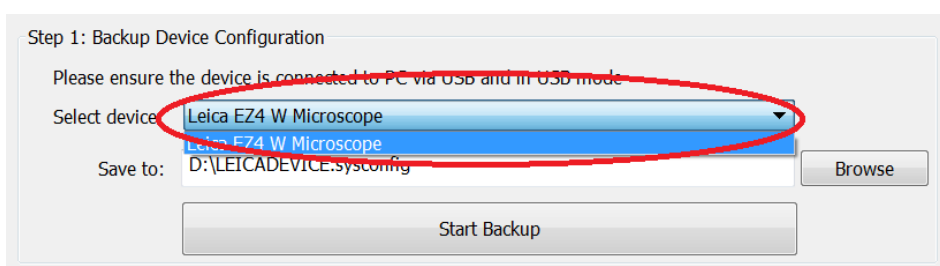 Step 1: Backup Device Configuration
Please ensure the device is connected to PC via USB and in USB mode
Select device
Leica EZ4 W Microscope
Leica EZ4 W Microscope
Save to: D:\LEICADEVICE.sysconfig Browse
Start Backup